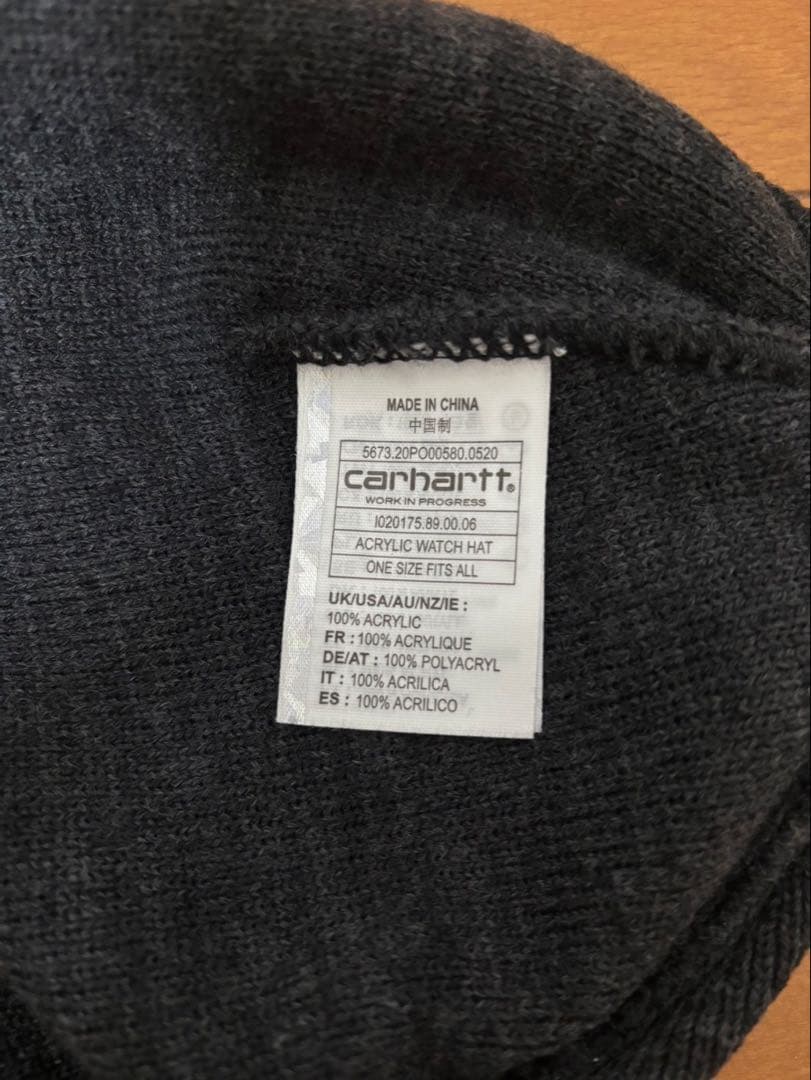 MADE IN CHINA
中国制
5673.20PO00580.0520
carhartt®
WORK IN PROGRESS
I020175.89.00.06
ACRYLIC WATCH HAT
ONE SIZE FITS ALL
UK/USA/AU/NZ/IE :
100% ACRYLIC
FR : 100% ACRYLIQUE
DE/AT : 100% POLYACRYL
IT : 100% ACRILICA
ES : 100% ACRILICO